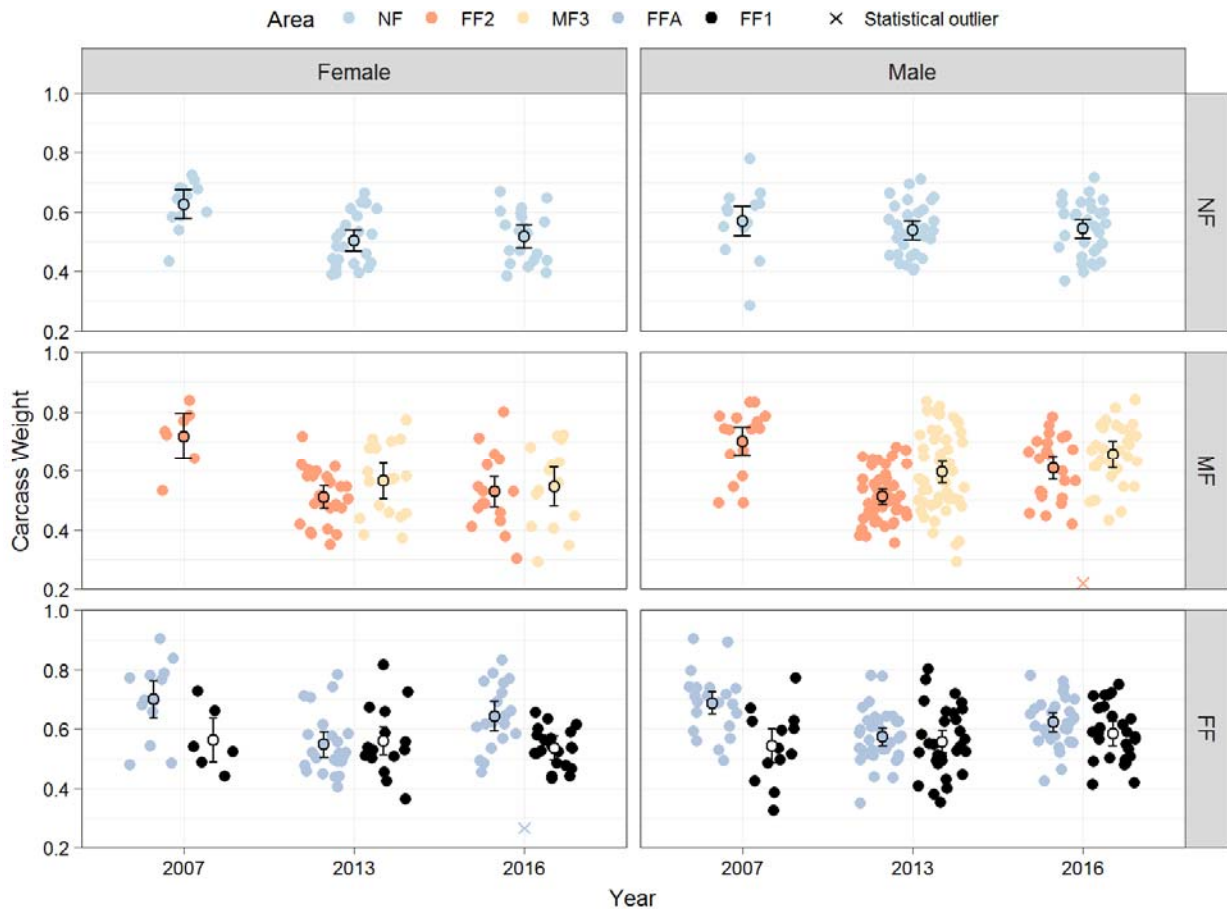 Area NF FF2 MF3 FFA FF1 Statistical outlier
Female Male
1.0
0.8
0.6
0.4
0.2
NF
1.0
0.8
0.6
0.4
0.2
MF
Carcass Weight
1.0
0.8
0.6
0.4
0.2
FF
2007 2013 2016 2007 2013 2016
Year